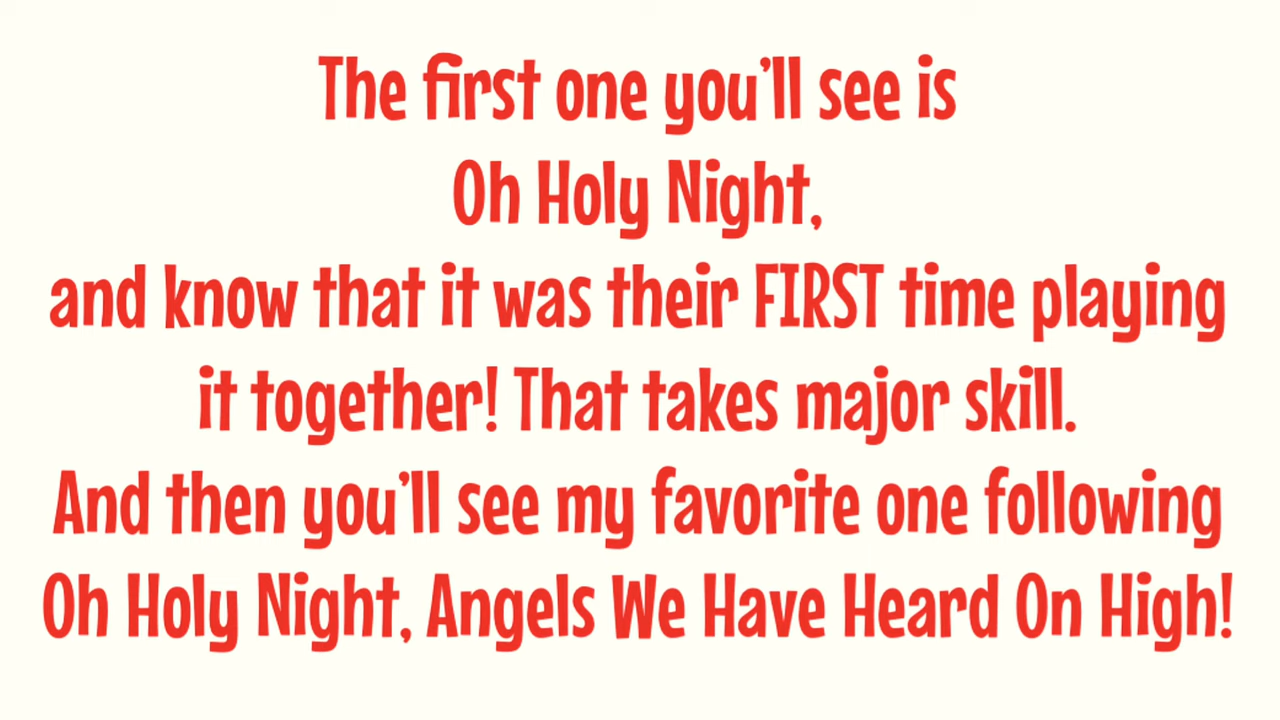 The first one you'll see is
Oh Holy Night,
and know that it was their FIRST time playing
it together! That takes major skill.
And then you'll see my favorite one following
Oh Holy Night, Angels We Have Heard On High!